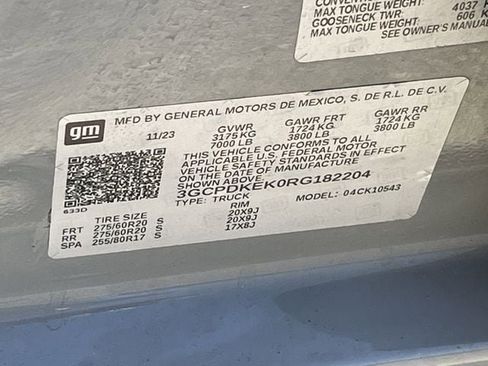 CONVENTIONAL
MAX TONGUE WEIGHT: 4037
GOOSENECK TWR:
MAX TONGUE WEIGHT: 606 K
SEE OWNER'S MANUAL
gm
MFD BY GENERAL MOTORS DE MEXICO, S. DE R.L. DE C.V.
11/23 GVWR GAWR FRT GAWR RR
3175 KG 1724 KG 1724 KG
7000 LB 3800 LB 3800 LB
THIS VEHICLE CONFORMS TO ALL
APPLICABLE U.S. FEDERAL MOTOR
VEHICLE SAFETY STANDARDS IN EFFECT
ON THE DATE OF MANUFACTURE
SHOWN ABOVE.
3GCPDKEK0RG182204
TYPE: TRUCK MODEL: 04CK10543
633D
TIRE SIZE RIM
FRT 275/60R20 S 20X9J
RR 275/60R20 S 20X9J
SPA 255/80R17 S 17X8J